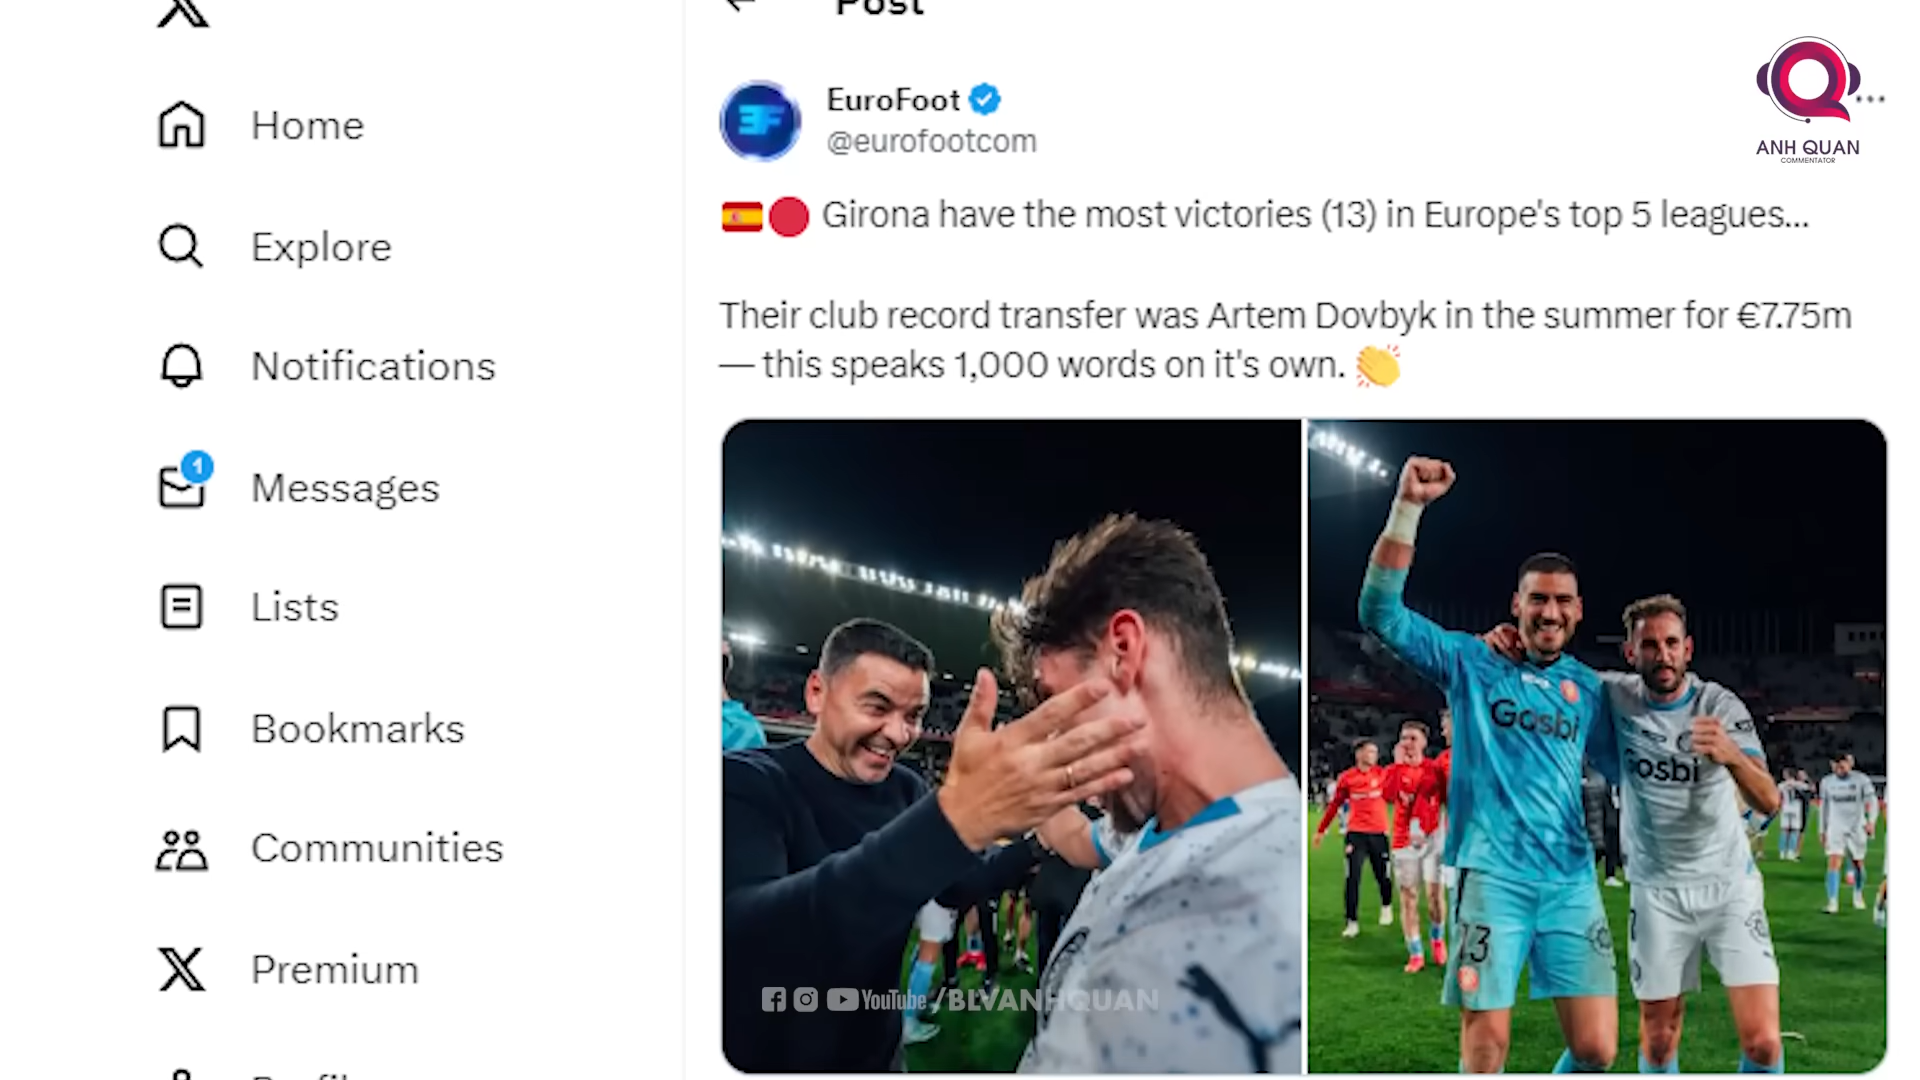 Post
Home
Explore
Notifications
1
Messages
Lists
Bookmarks
Communities
Premium
EuroFoot
@eurofootcom
Girona have the most victories (13) in Europe's top 5 leagues...
Their club record transfer was Artem Dovbyk in the summer for €7.75m
— this speaks 1,000 words on it's own.
ANH QUAN
COMMENTATOR
Gosbi
Gosbi
13
YouTube /BLVANHQUAN